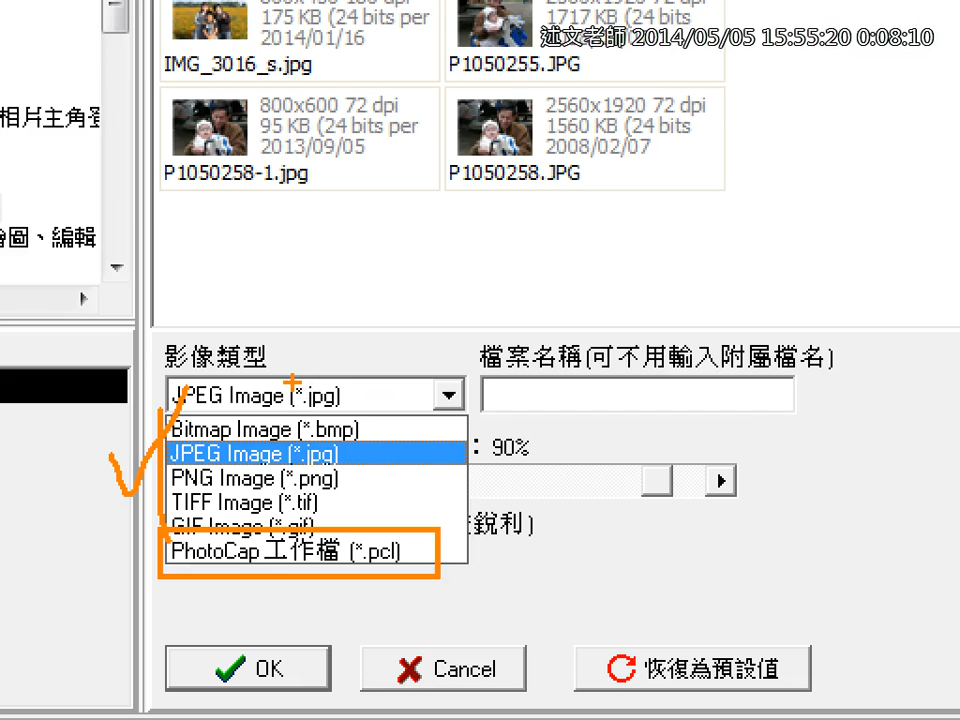 175 KB (24 bits per
2014/01/16
IMG_3016_s.jpg
1717 KB (24 bits
P1050255.JPG
述文老師 2014/05/05 15:55:20 0:08:10
800x600 72 dpi
95 KB (24 bits per
2013/09/05
P1050258-1.jpg
2560x1920 72 dpi
1560 KB (24 bits
2008/02/07
P1050258.JPG
相片主角
圖、編輯
影像類型
檔案名稱(可不用輸入附屬檔名)
JPEG Image (*.jpg)
Bitmap Image (*.bmp)
JPEG Image (*.jpg)
PNG Image (*.png)
TIFF Image (*.tif)
GIF Image (*.gif)
PhotoCap 工作檔 (*.pcl)
: 90%
銳利)
OK
Cancel
恢復為預設值